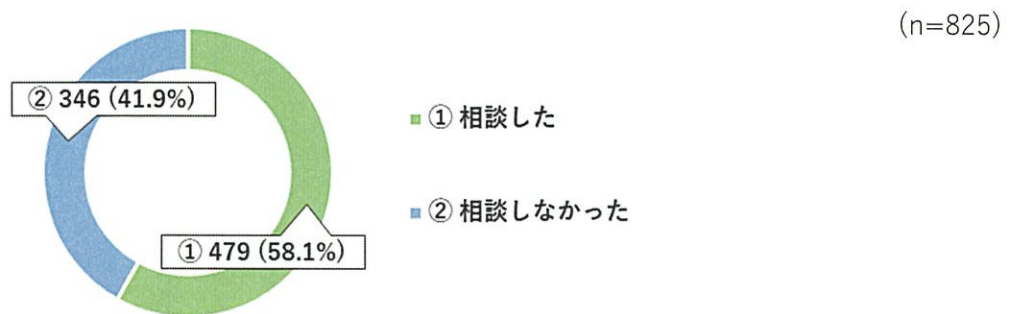 (n=825)
② 346 (41.9%)
① 相談した
② 相談しなかった
① 479 (58.1%)